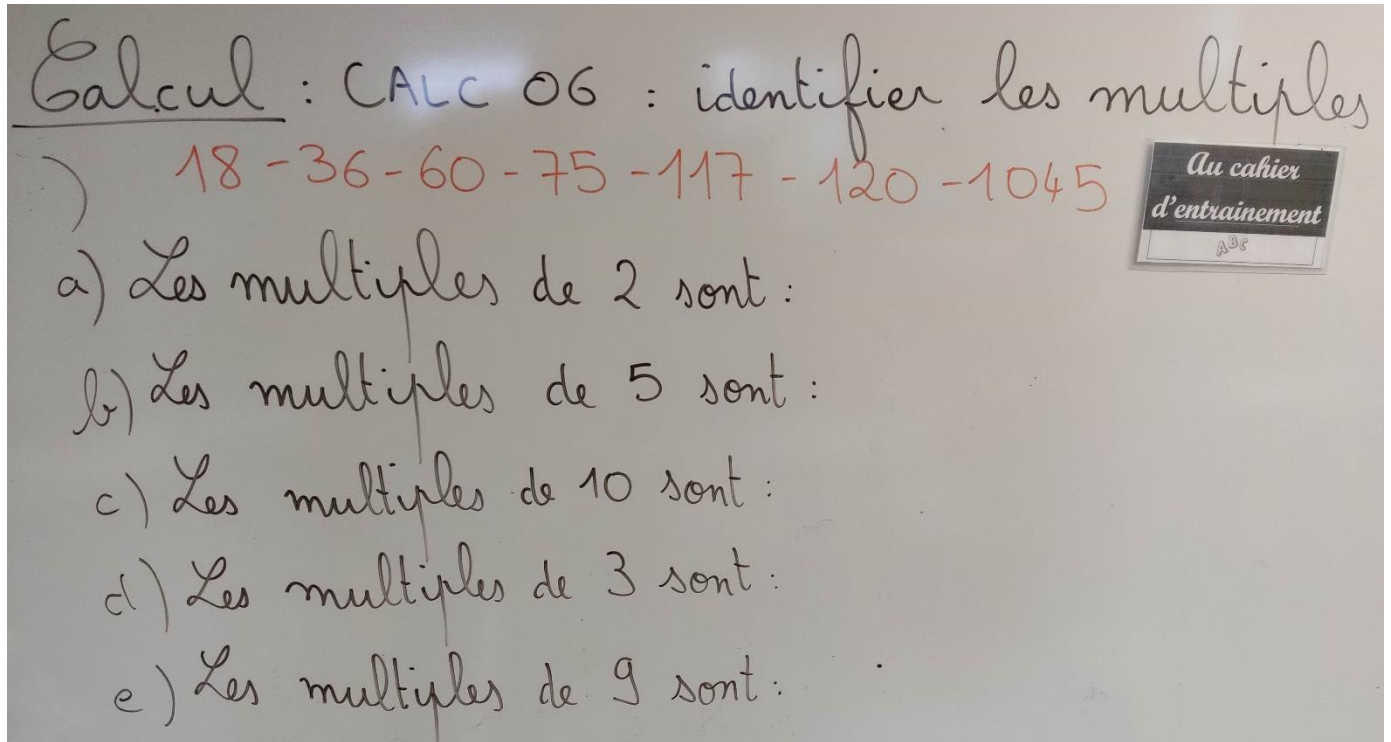 Calcul : CALC 06 : identifier les multiples
) 18 - 36 - 60 - 75 - 117 - 120 - 1045
Au cahier
d'entrainement
ABC
a) Les multiples de 2 sont :
b) Les multiples de 5 sont :
c) Les multiples de 10 sont :
d) Les multiples de 3 sont :
e) Les multiples de 9 sont :